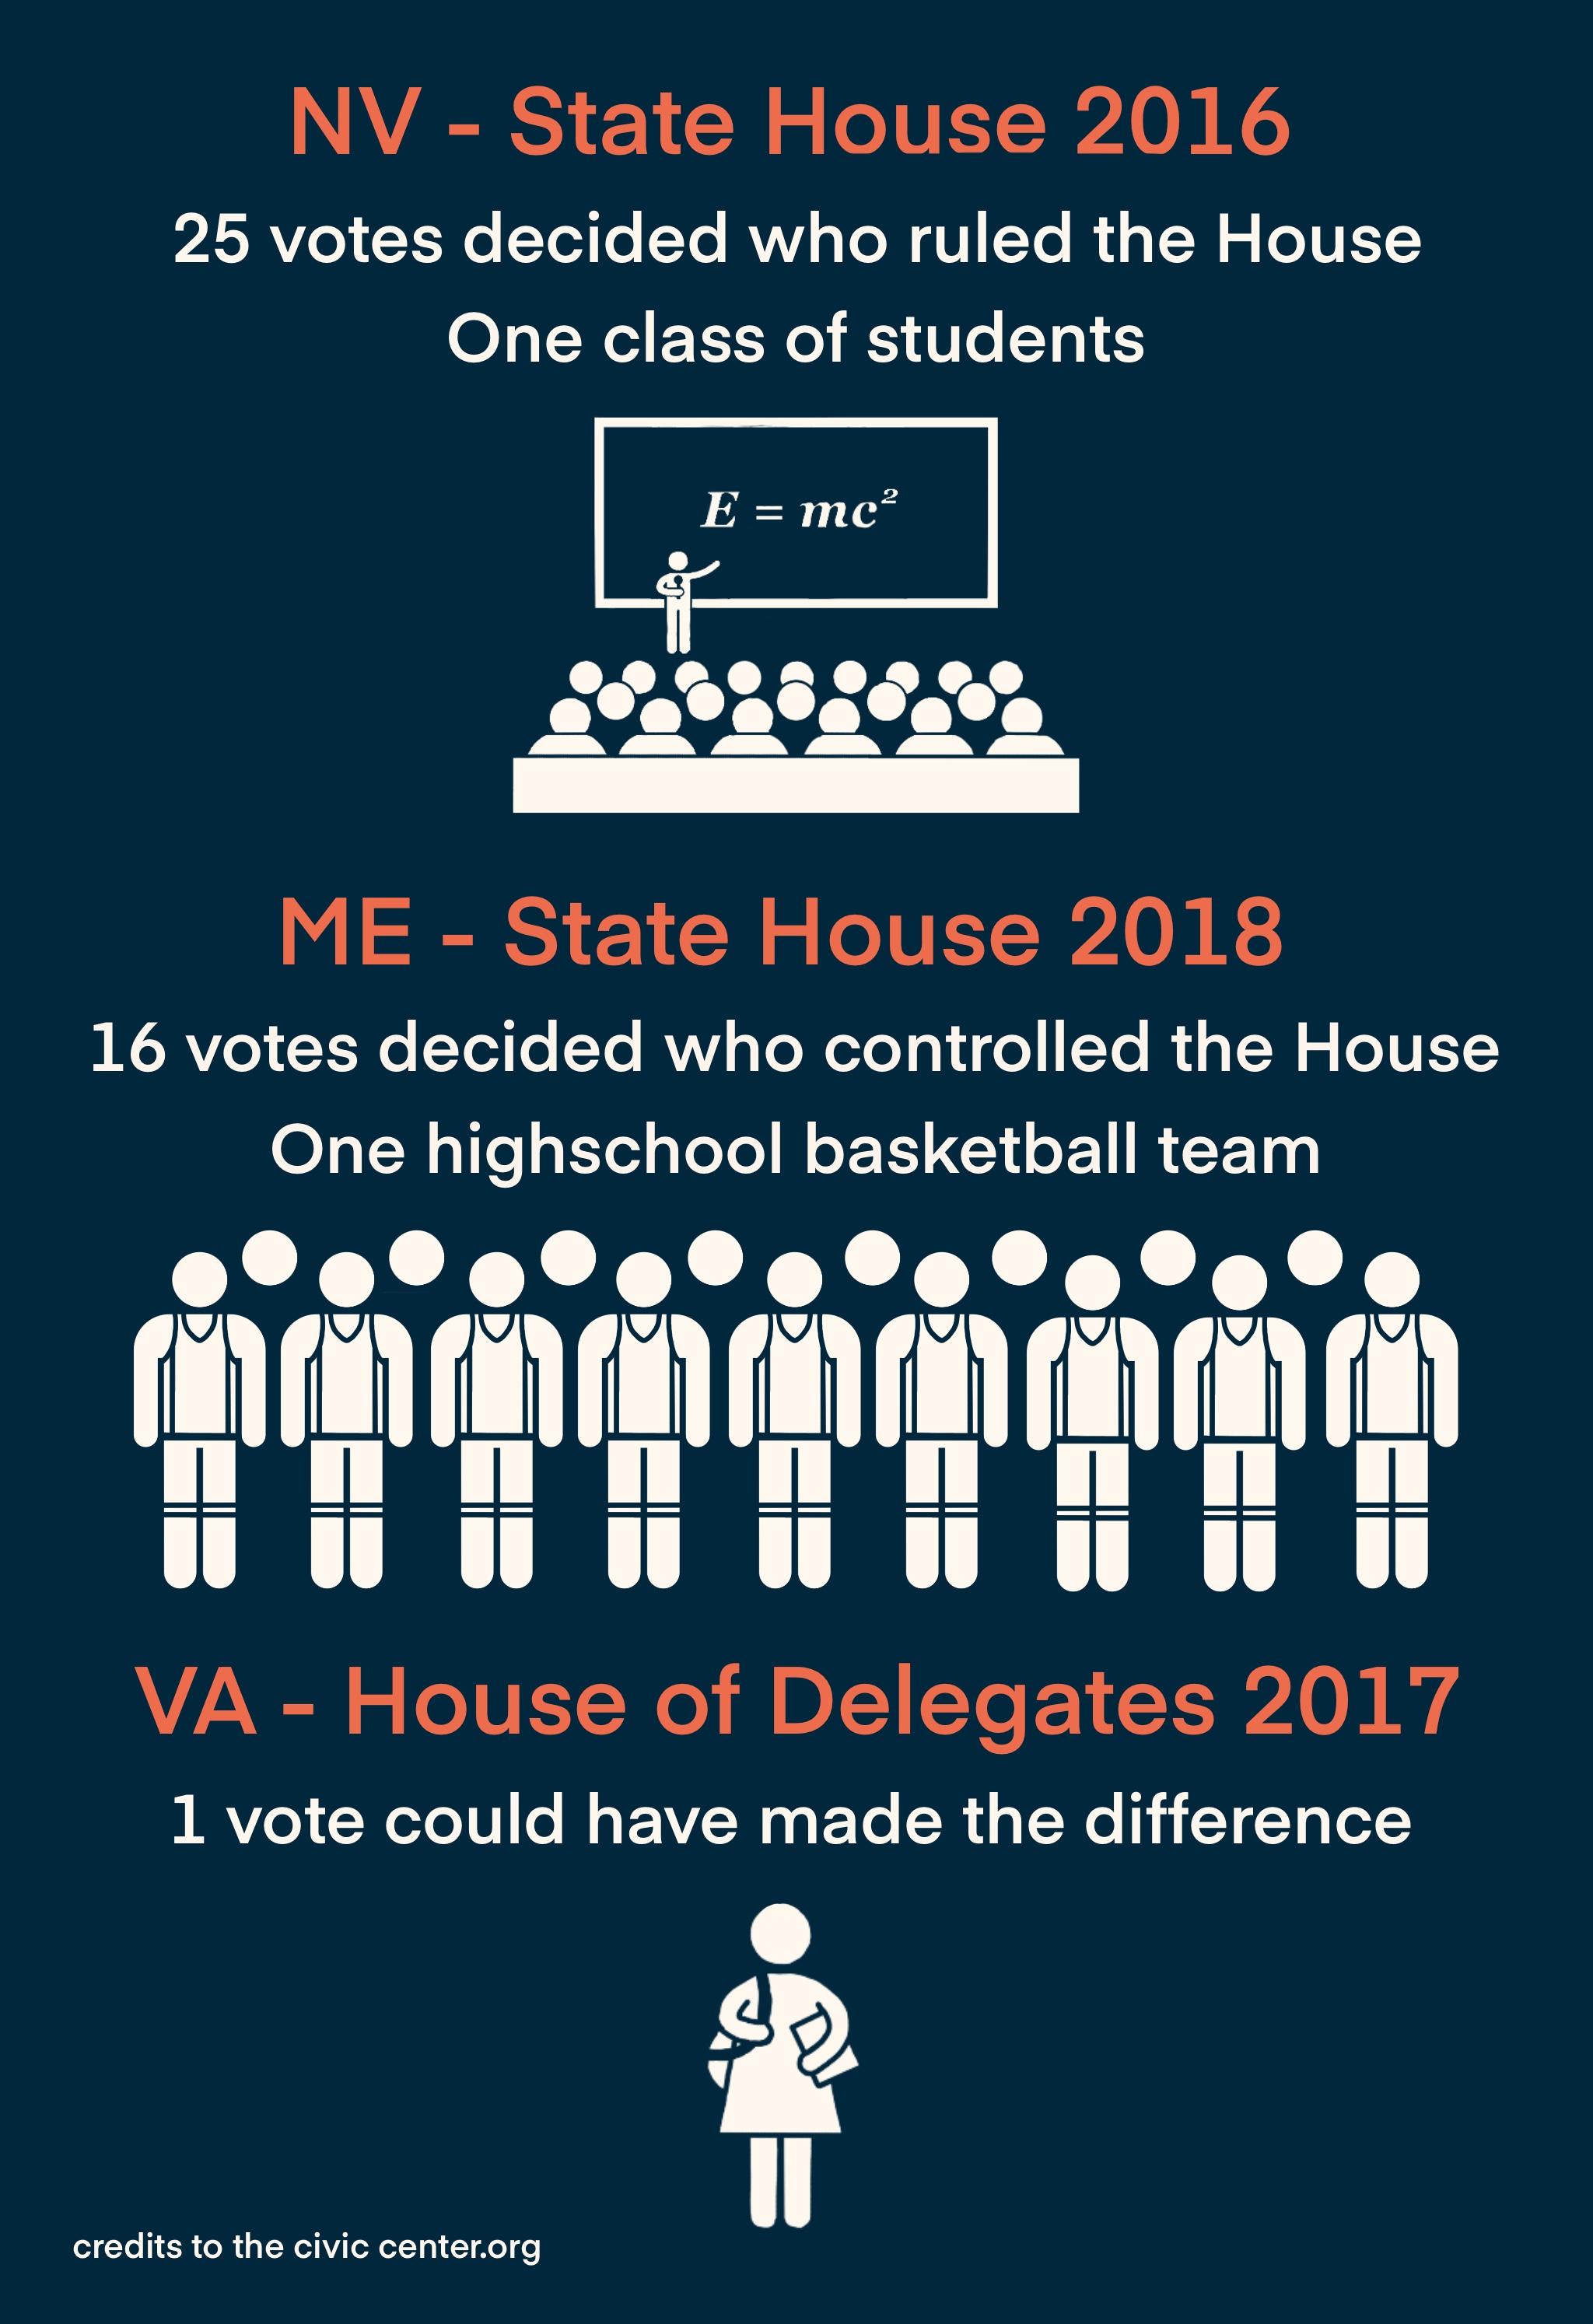 NV - State House 2016
25 votes decided who ruled the House
One class of students
E = mc²
ME - State House 2018
16 votes decided who controlled the House
One highschool basketball team
VA - House of Delegates 2017
1 vote could have made the difference
credits to the civic center.org